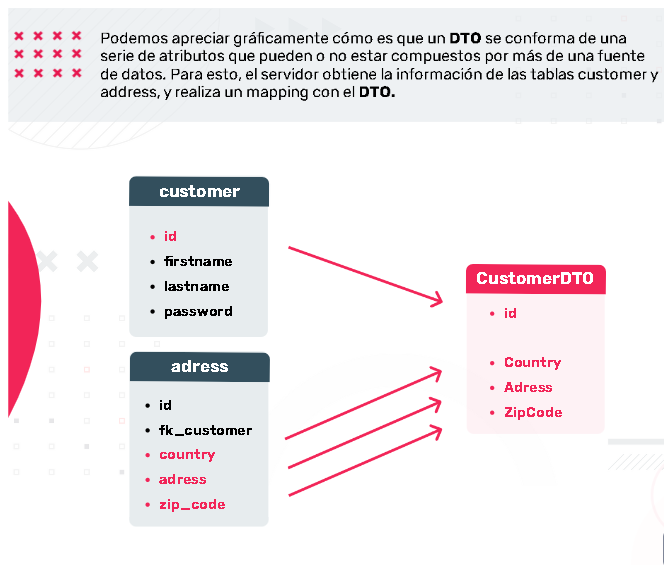 Podemos apreciar gráficamente cómo es que un DTO se conforma de una
serie de atributos que pueden o no estar compuestos por más de una fuente
de datos. Para esto, el servidor obtiene la información de las tablas customer y
address, y realiza un mapping con el DTO.
customer
• id
• firstname
• lastname
• password
adress
• id
• fk_customer
• country
• adress
• zip_code
CustomerDTO
• id
• Country
• Adress
• ZipCode